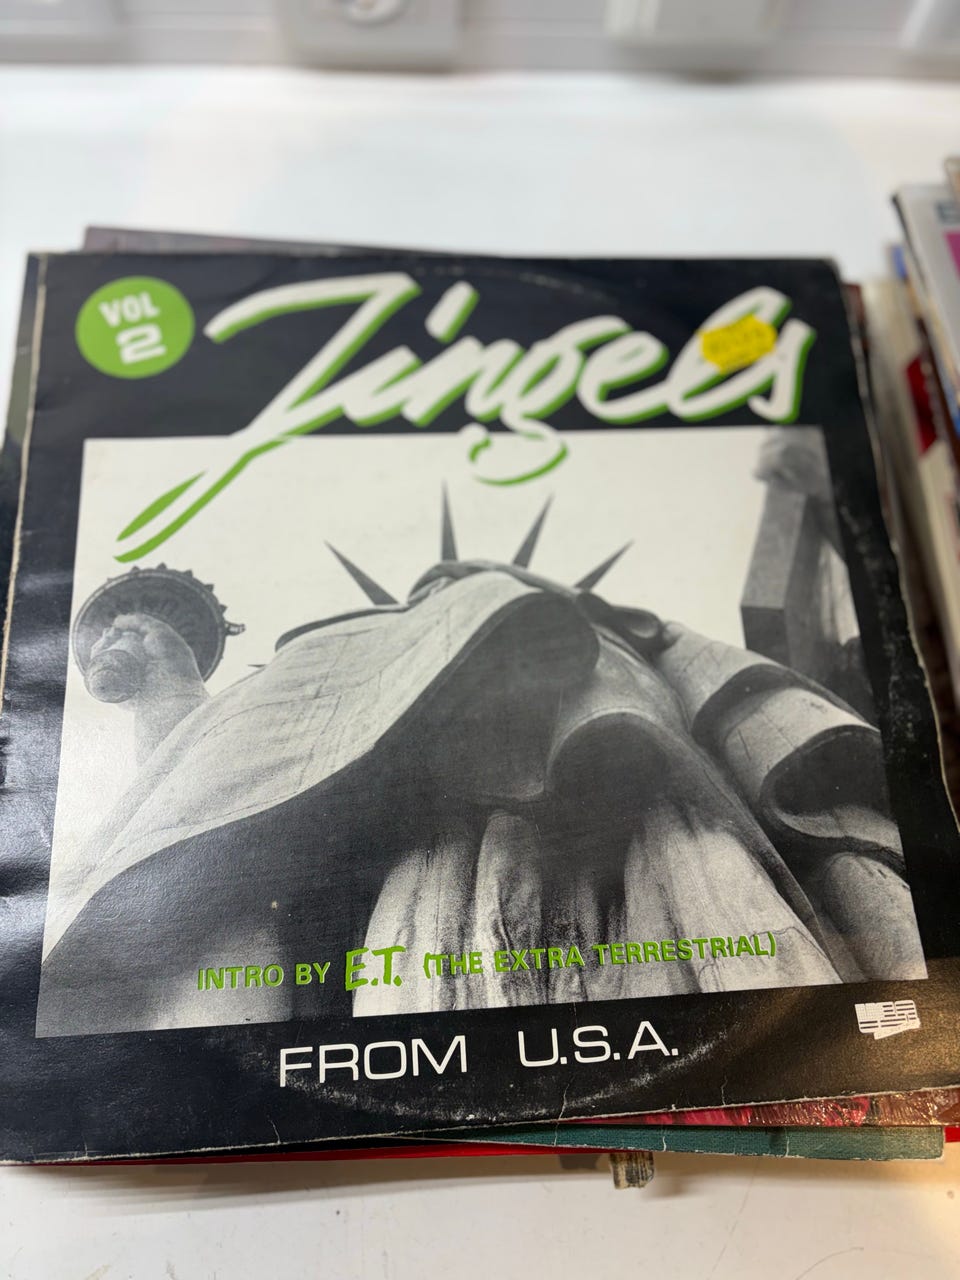 VOL
2
Jingels
INTRO BY E.T. (THE EXTRA TERRESTRIAL)
FROM U.S.A.